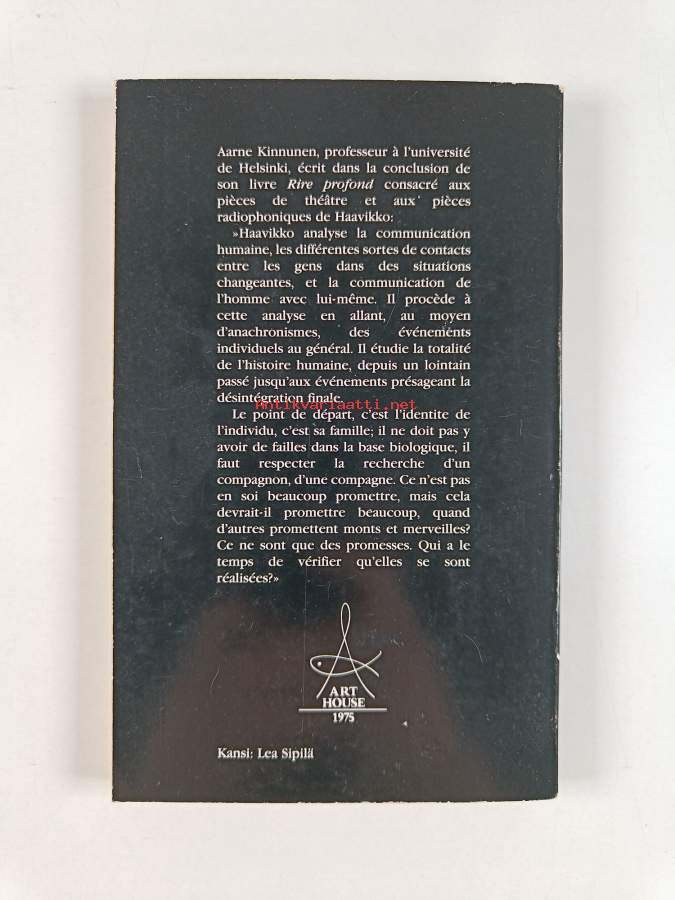 Aarne Kinnunen, professeur à l'université
de Helsinki, écrit dans la conclusion de
son livre Rire profond consacré aux
pièces de théâtre et aux pièces
radiophoniques de Haavikko:
»Haavikko analyse la communication
humaine, les différentes sortes de contacts
entre les gens dans des situations
changeantes, et la communication de
l'homme avec lui-même. Il procède à
cette analyse en allant, au moyen
d'anachronismes, des événements
individuels au général. Il étudie la totalité
de l'histoire humaine, depuis un lointain
passé jusqu'aux événements présageant la
désintégration finale.
Antikvariaatti.net
Le point de départ, c'est l'identite de
l'individu, c'est sa famille; il ne doit pas y
avoir de failles dans la base biologique, il
faut respecter la recherche d'un
compagnon, d'une compagne. Ce n'est pas
en soi beaucoup promettre, mais cela
devrait-il promettre beaucoup, quand
d'autres promettent monts et merveilles?
Ce ne sont que des promesses. Qui a le
temps de vérifier qu'elles se sont
réalisées?»
ART
HOUSE
1975
Kansi: Lea Sipilä